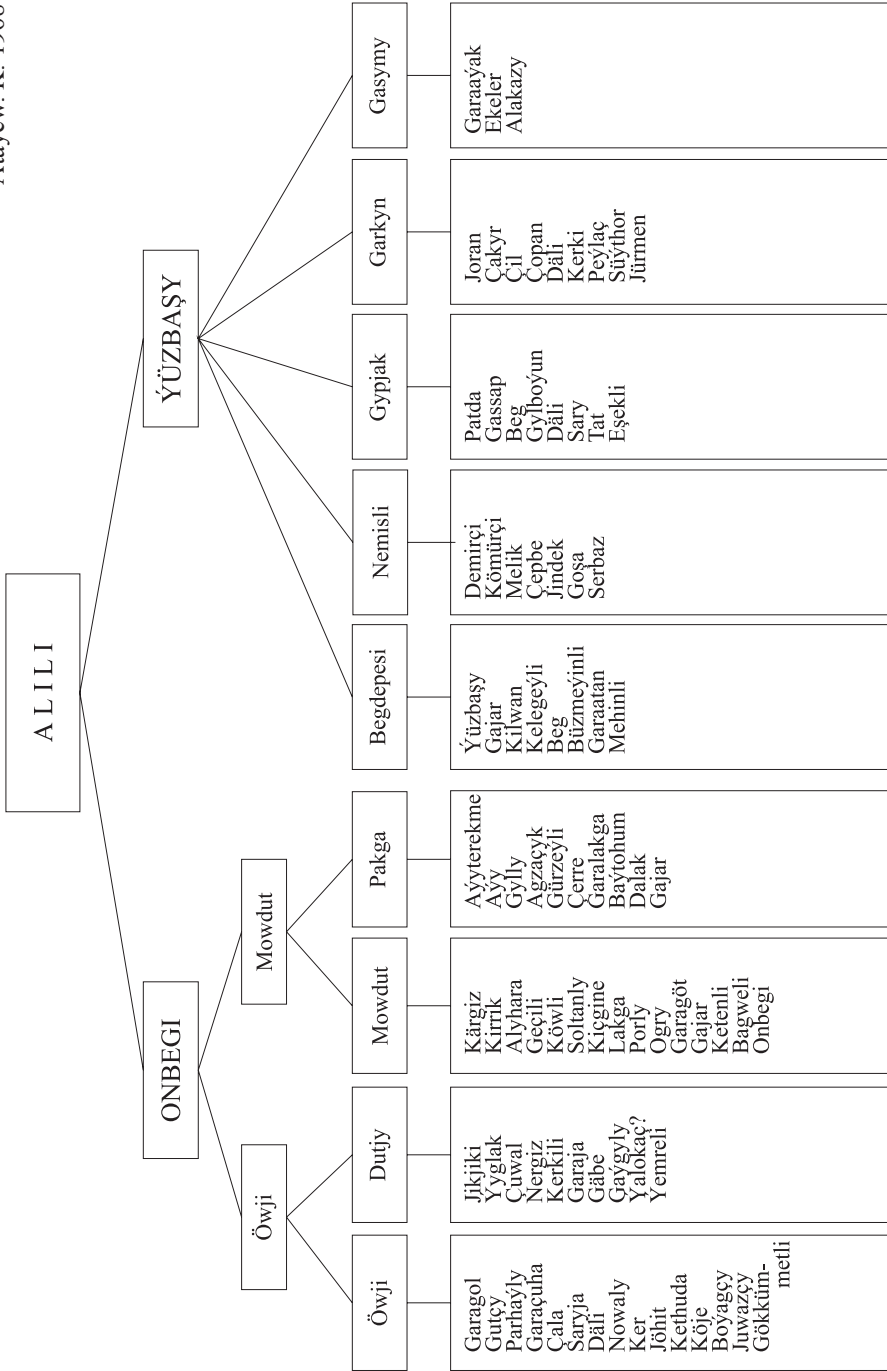 ALILI
ONBEGI
ÝÜZBAŞY
Öwji
Mowdut
Öwji
Dutjy
Mowdut
Pakga
Begdepesi
Nemisli
Gypjak
Garkyn
Gasymy
Garagol
Gutçy
Parhaýly
Garaçuha
Çala
Saryja
Däli
Nowaly
Ker
Jöhit
Kethuda
Köje
Boýagçy
Juwazçy
Gökküm-
metli
Jikjiki
Yyglak
Çuwal
Nergiz
Kerkili
Garaja
Gäbe
Gaýgyly
Ýalokaç?
Yemreli
Kärgiz
Kirrik
Alyhara
Geçili
Köwli
Soltanly
Kiçgine
Lakga
Porly
Ogry
Garagöt
Gajar
Ketenli
Bagweli
Onbegi
Aýyterekme
Aýy
Gylly
Agzaçyk
Gürzeýli
Çerre
Garalakga
Baýtohum
Dalak
Gajar
Ýüzbaşy
Gajar
Kilwan
Kelegeýli
Beg
Büzmeýinli
Garaatan
Mehinli
Demirçi
Kömürçi
Melik
Çepbe
Jindek
Goşa
Serbaz
Patda
Gassap
Beg
Gylboýun
Däli
Sary
Tat
Eşekli
Joran
Çakyr
Çil
Çopan
Däli
Kerki
Peýlaç
Süýthor
Jürmen
Garaaýak
Ekeler
Alakazy